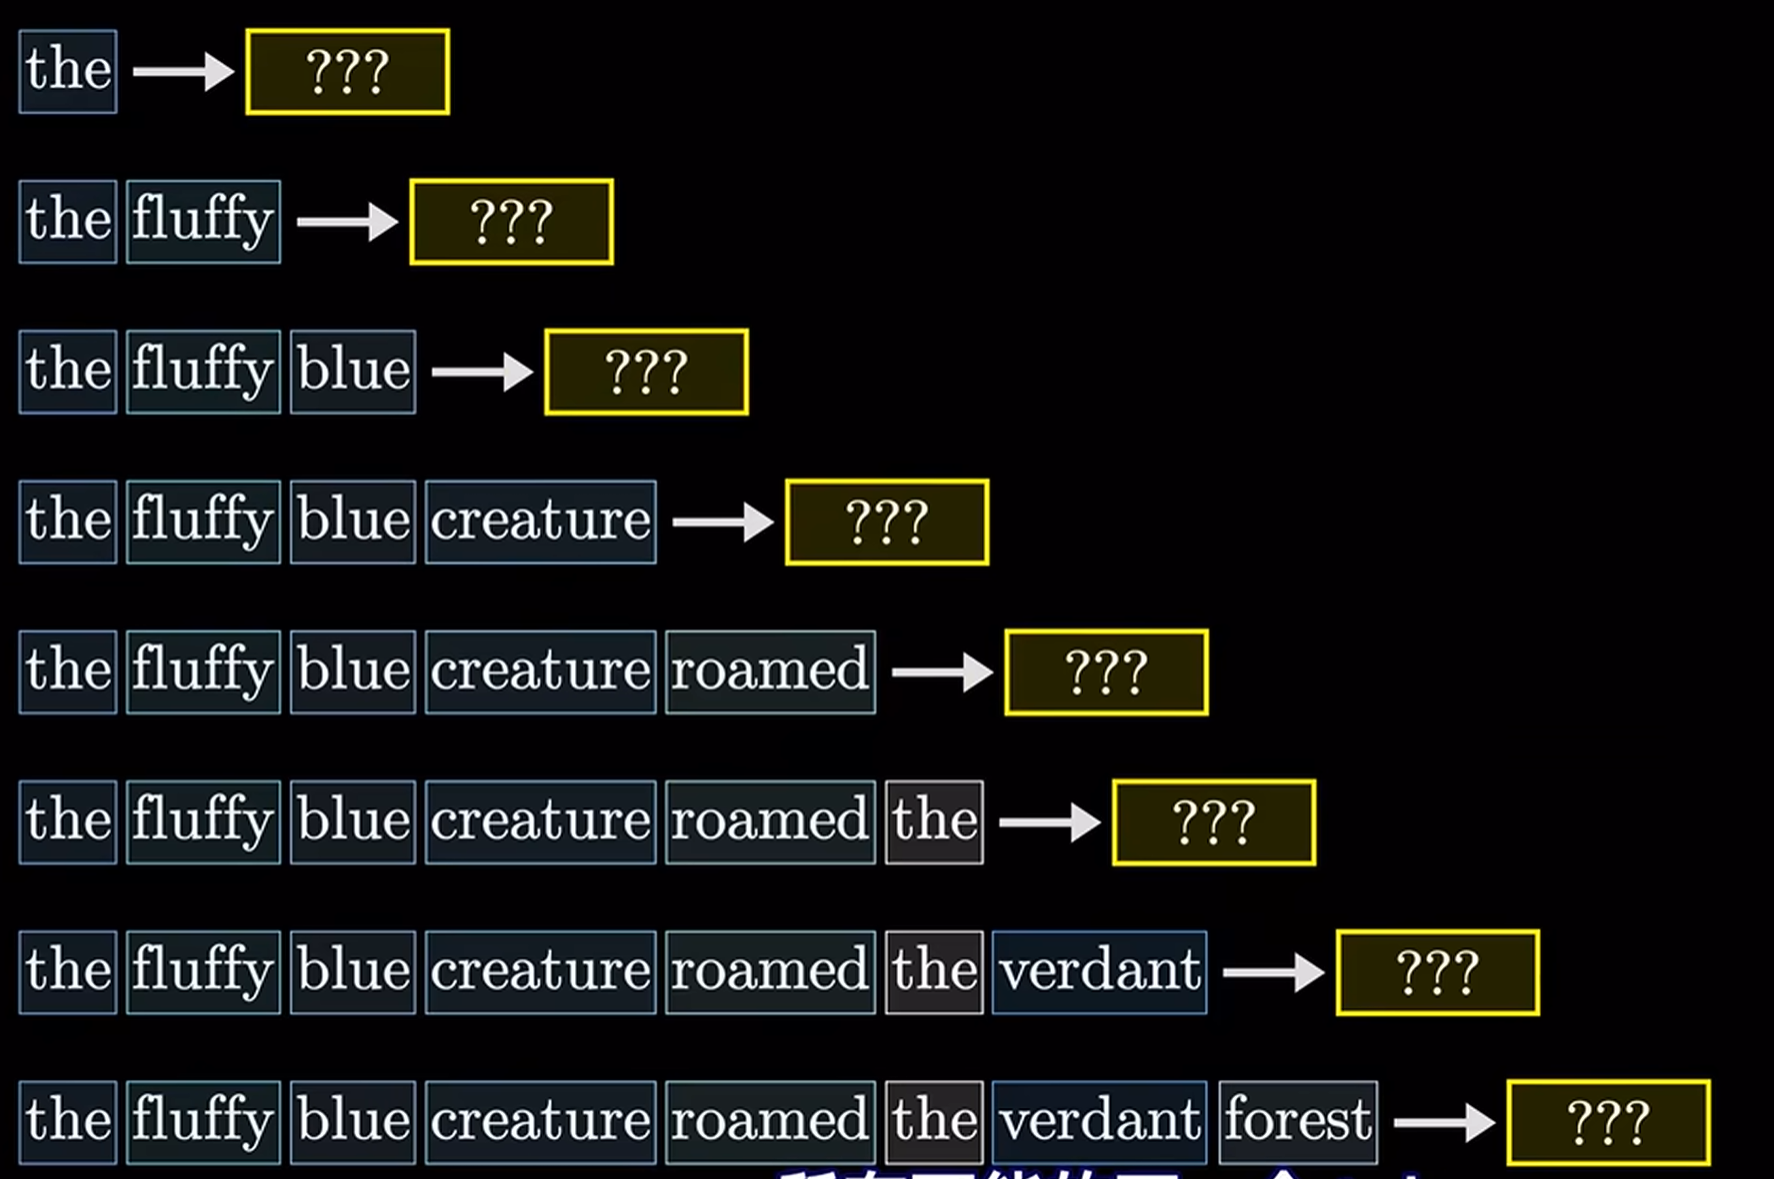 the ???
the fluffy ???
the fluffy blue ???
the fluffy blue creature ???
the fluffy blue creature roamed ???
the fluffy blue creature roamed the ???
the fluffy blue creature roamed the verdant ???
the fluffy blue creature roamed the verdant forest ???